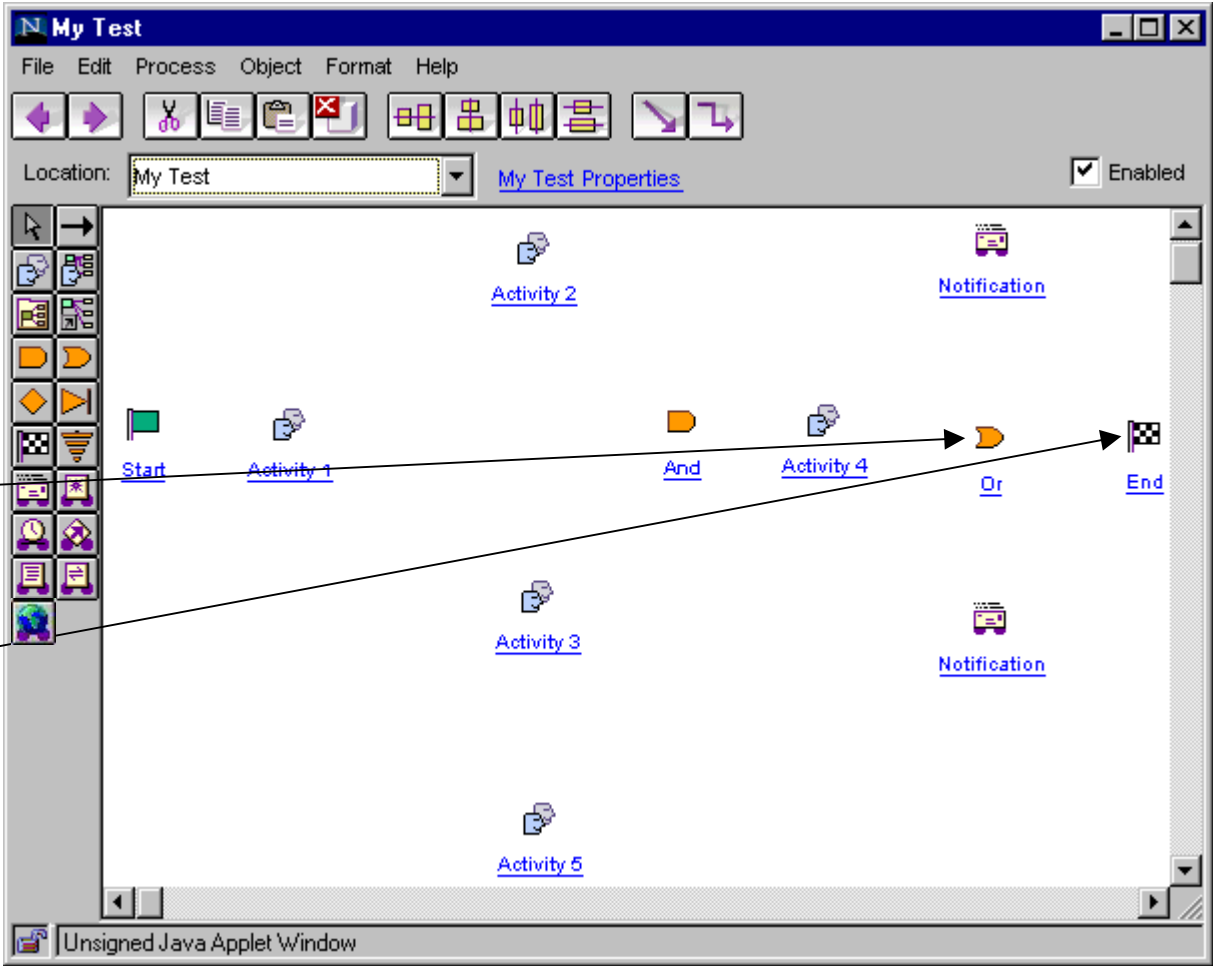 N My Test
File Edit Process Object Format Help
Location: My Test My Test Properties Enabled
Activity 2
Notification
Start
Activity 1
And
Activity 4
Or
End
Activity 3
Notification
Activity 5
Unsigned Java Applet Window